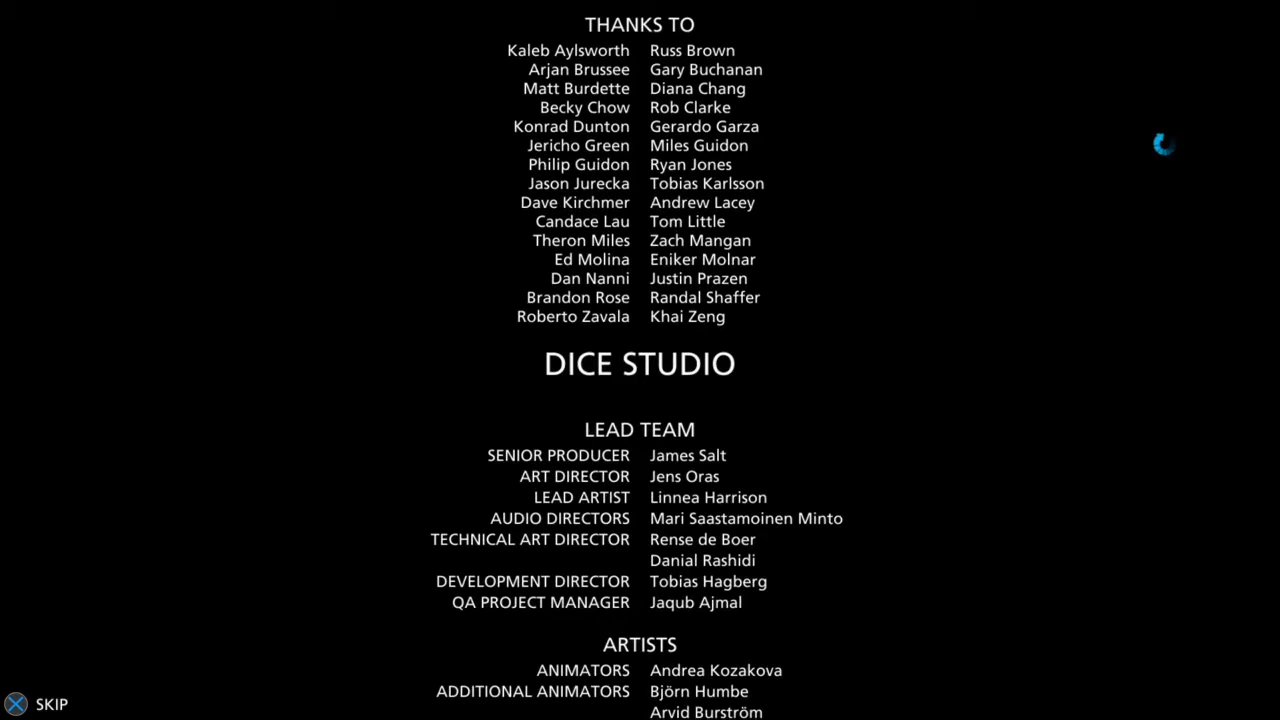 THANKS TO
Kaleb Aylsworth Russ Brown
Arjan Brussee Gary Buchanan
Matt Burdette Diana Chang
Becky Chow Rob Clarke
Konrad Dunton Gerardo Garza
Jericho Green Miles Guidon
Philip Guidon Ryan Jones
Jason Jurecka Tobias Karlsson
Dave Kirchmer Andrew Lacey
Candace Lau Tom Little
Theron Miles Zach Mangan
Ed Molina Eniker Molnar
Dan Nanni Justin Prazen
Brandon Rose Randal Shaffer
Roberto Zavala Khai Zeng
DICE STUDIO
LEAD TEAM
SENIOR PRODUCER James Salt
ART DIRECTOR Jens Oras
LEAD ARTIST Linnea Harrison
AUDIO DIRECTORS Mari Saastamoinen Minto
TECHNICAL ART DIRECTOR Rense de Boer
Danial Rashidi
DEVELOPMENT DIRECTOR Tobias Hagberg
QA PROJECT MANAGER Jaqub Ajmal
ARTISTS
ANIMATORS Andrea Kozakova
ADDITIONAL ANIMATORS Björn Humbe
Arvid Burström
SKIP